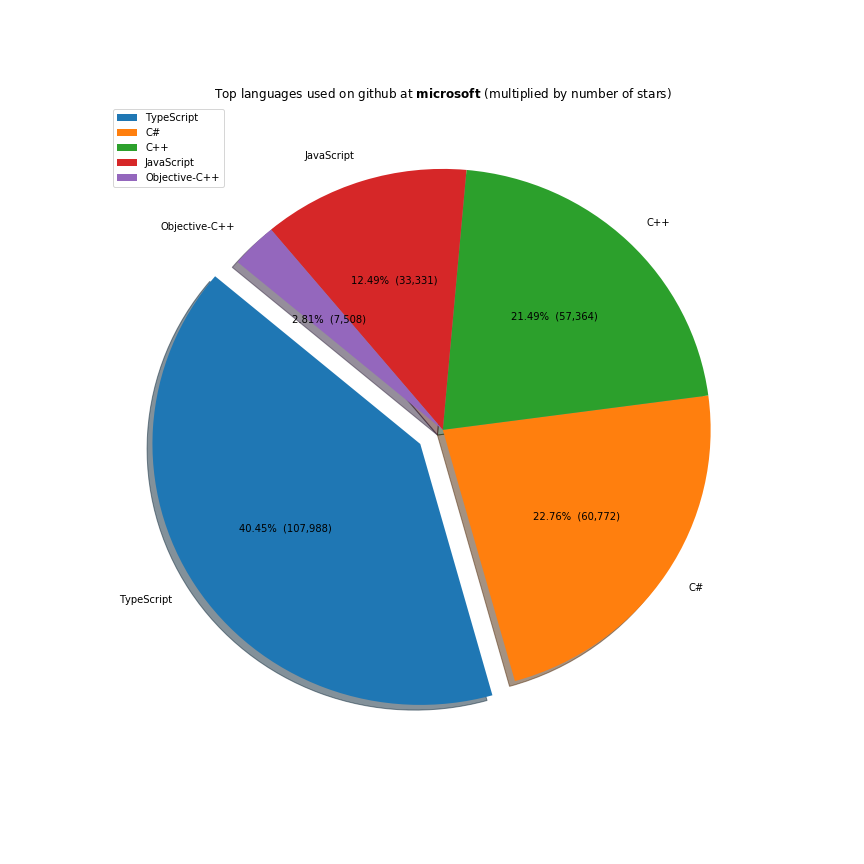 Top languages used on github at microsoft (multiplied by number of stars)
TypeScript
C#
C++
JavaScript
Objective-C++
JavaScript
C++
Objective-C++
12.49% (33,331)
21.49% (57,364)
2.81% (7,508)
22.76% (60,772)
40.45% (107,988)
C#
TypeScript